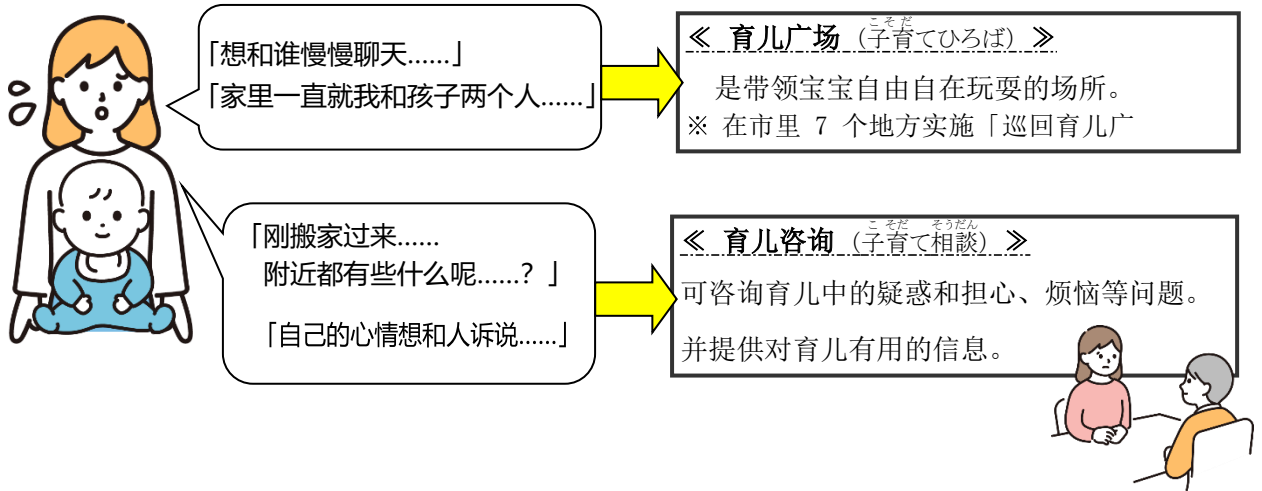 「想和谁慢慢聊天……」
「家里一直就我和孩子两个人……」
≪ 育儿广场（子育てひろば）≫
こそだ
是带领宝宝自由自在玩耍的场所。
※ 在市里 7 个地方实施「巡回育儿广
「刚搬家过来……
附近都有些什么呢……？」
「自己的心情想和人诉说……」
≪ 育儿咨询（子育て相談）≫
こそだ そうだん
可咨询育儿中的疑惑和担心、烦恼等问题。
并提供对育儿有用的信息。